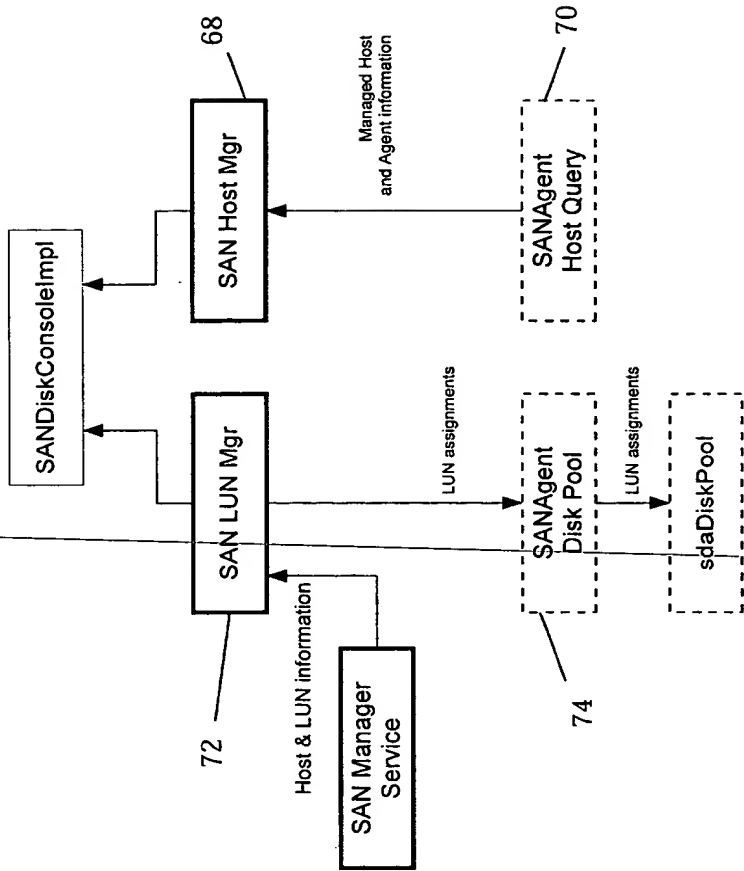 SANDiskConsoleImpl
72
SAN LUN Mgr
SAN Host Mgr
68
Host & LUN information
SAN Manager
Service
LUN assignments
Managed Host
and Agent information
74
SANAgent
Disk Pool
SANAgent
Host Query
70
LUN assignments
sdaDiskPool